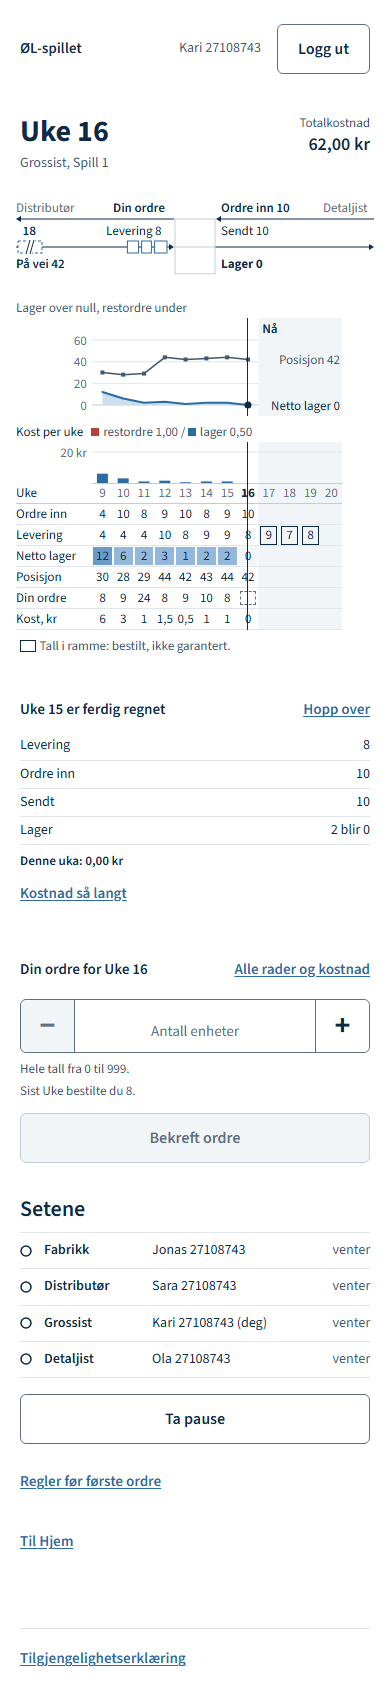 ØL-spillet Kari 27108743 Logg ut
Uke 16 Totalkostnad
Grossist, Spill 1 62,00 kr
Distributør Din ordre Ordre inn 10 Detaljist
18 Levering 8 Sendt 10
På vei 42 Lager 0
Lager over null, restordre under
Nå
60
40 Posisjon 42
20
0 Netto lager 0
Kost per uke restordre 1,00 / lager 0,50
20 kr
Uke 9 10 11 12 13 14 15 16 17 18 19 20
Ordre inn 4 10 8 9 10 8 9 10
Levering 4 4 4 10 8 9 9 8 9 7 8
Netto lager 12 6 2 3 1 2 2 0
Posisjon 30 28 29 44 42 43 44 42
Din ordre 8 9 24 8 9 10 8
Kost, kr 6 3 1 1,5 0,5 1 1 0
Tall i ramme: bestilt, ikke garantert.
Uke 15 er ferdig regnet Hopp over
Levering 8
Ordre inn 10
Sendt 10
Lager 2 blir 0
Denne uka: 0,00 kr
Kostnad så langt
Din ordre for Uke 16 Alle rader og kostnad
− Antall enheter +
Hele tall fra 0 til 999.
Sist Uke bestilte du 8.
Bekreft ordre
Setene
Fabrikk Jonas 27108743 venter
Distributør Sara 27108743 venter
Grossist Kari 27108743 (deg) venter
Detaljist Ola 27108743 venter
Ta pause
Regler før første ordre
Til Hjem
Tilgjengelighetserklæring